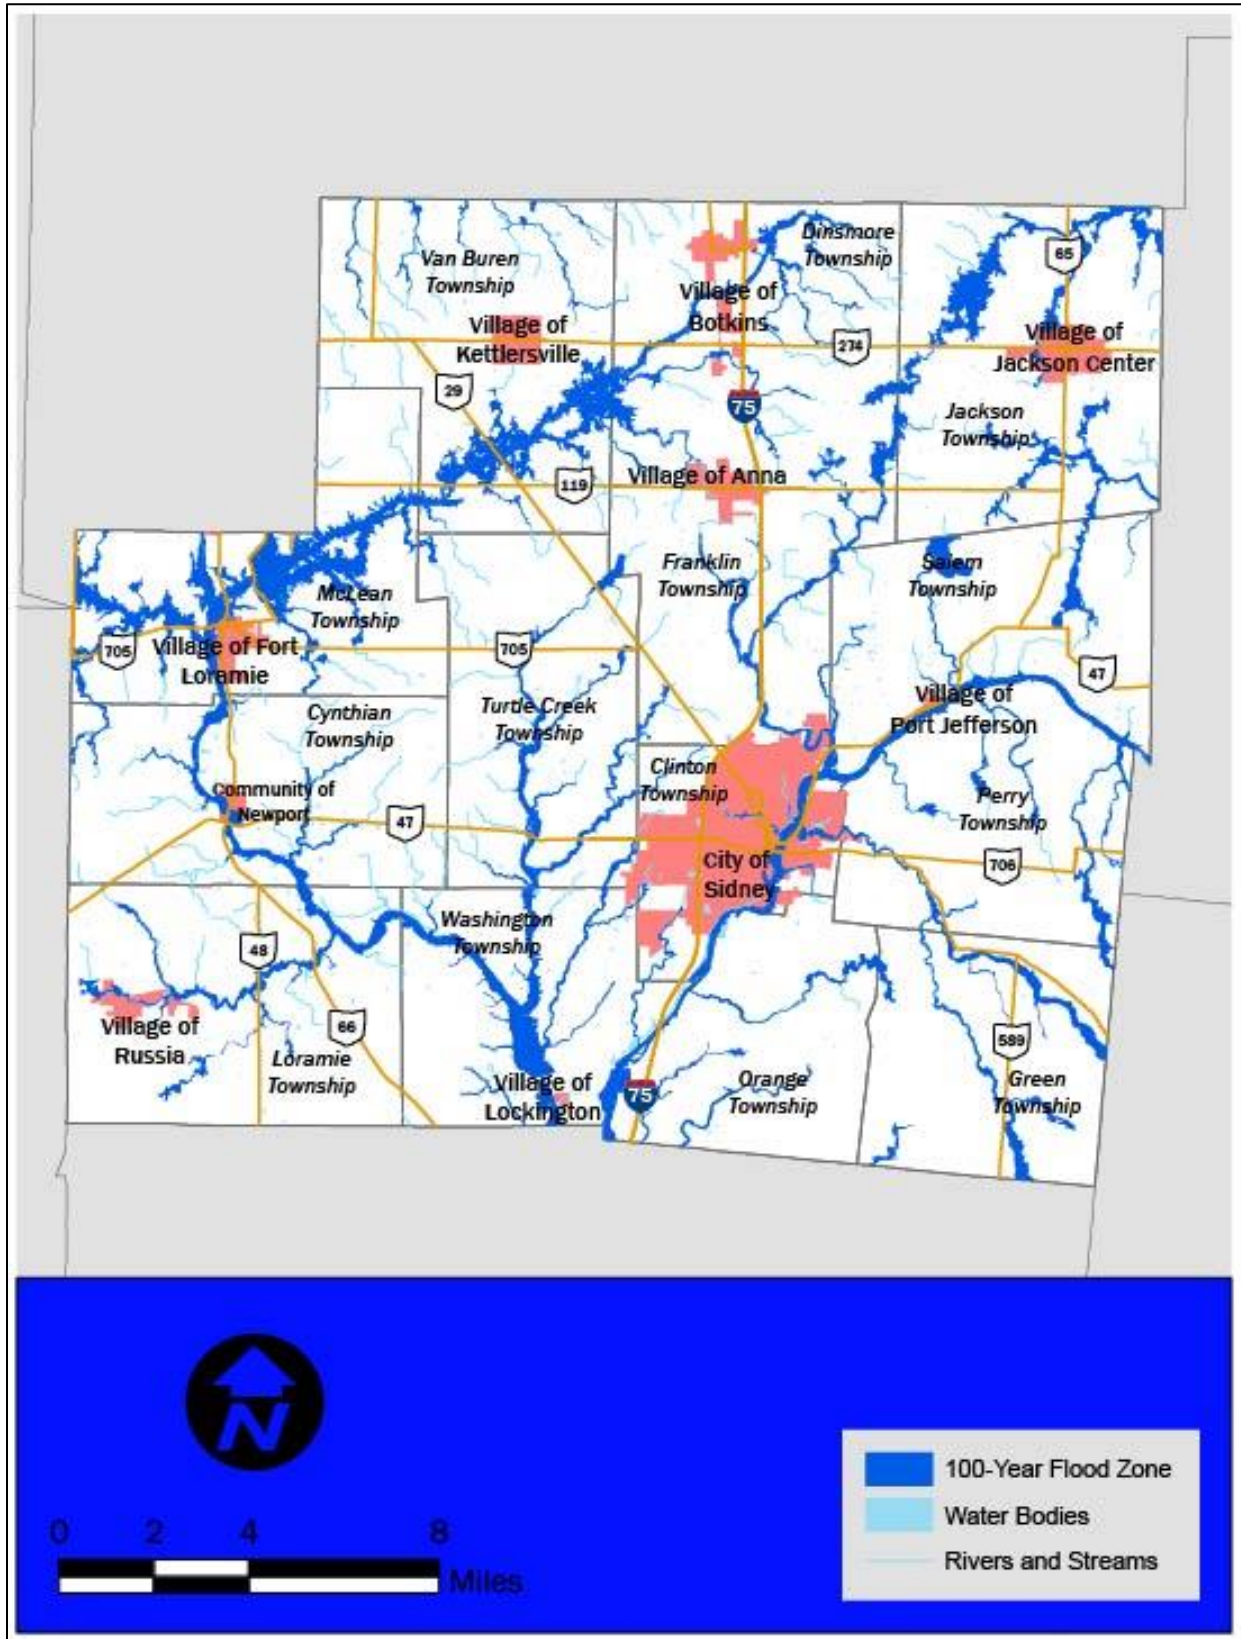 Dinsmore
Township
Van Buren
Township
65
Village of
Botkins
Village of
Kettlersville
274
Village of
Jackson Center
29
75
Jackson
Township
119
Village of Anna
Franklin
Township
Salem
Township
McLean
Township
705
Village of Fort
Loramie
705
47
Village of
Port Jefferson
Cynthian
Township
Turtle Creek
Township
Clinton
Township
Community of
Newport
Perry
Township
47
706
City of
Sidney
Washington
Township
48
66
Village of
Russia
589
Loramie
Township
Village of
Lockington
75
Orange
Township
Green
Township
N
0 2 4 8
Miles
100-Year Flood Zone
Water Bodies
Rivers and Streams